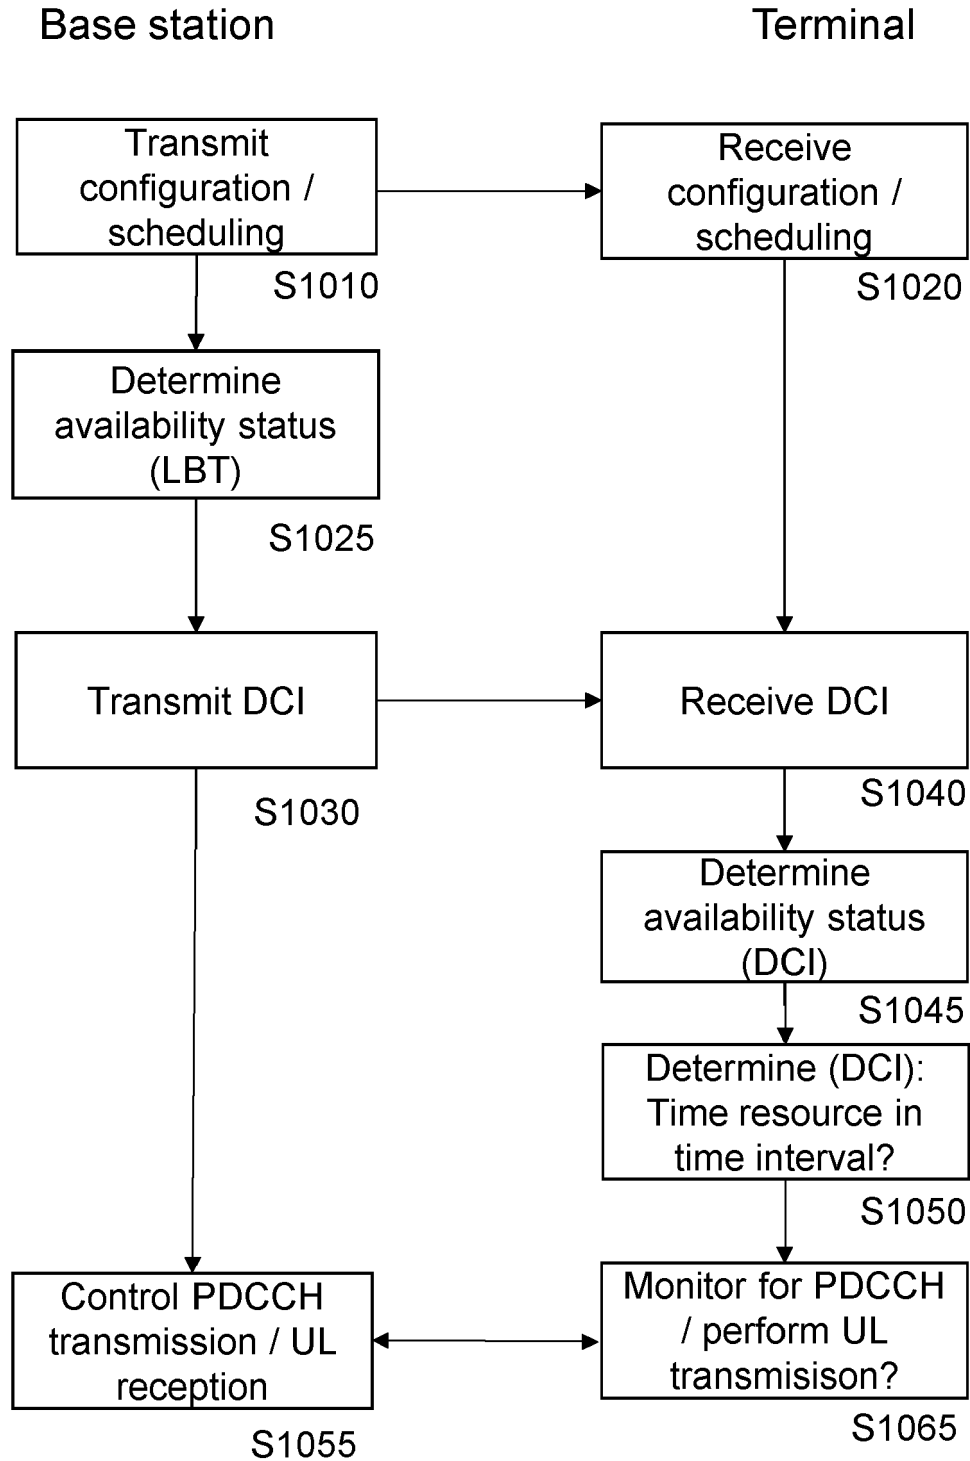 Base station
Terminal
Transmit
configuration /
scheduling
S1010
Receive
configuration /
scheduling
S1020
Determine
availability status
(LBT)
S1025
Transmit DCI
S1030
Receive DCI
S1040
Determine
availability status
(DCI)
S1045
Determine (DCI):
Time resource in
time interval?
S1050
Control PDCCH
transmission / UL
reception
S1055
Monitor for PDCCH
/ perform UL
transmisison?
S1065